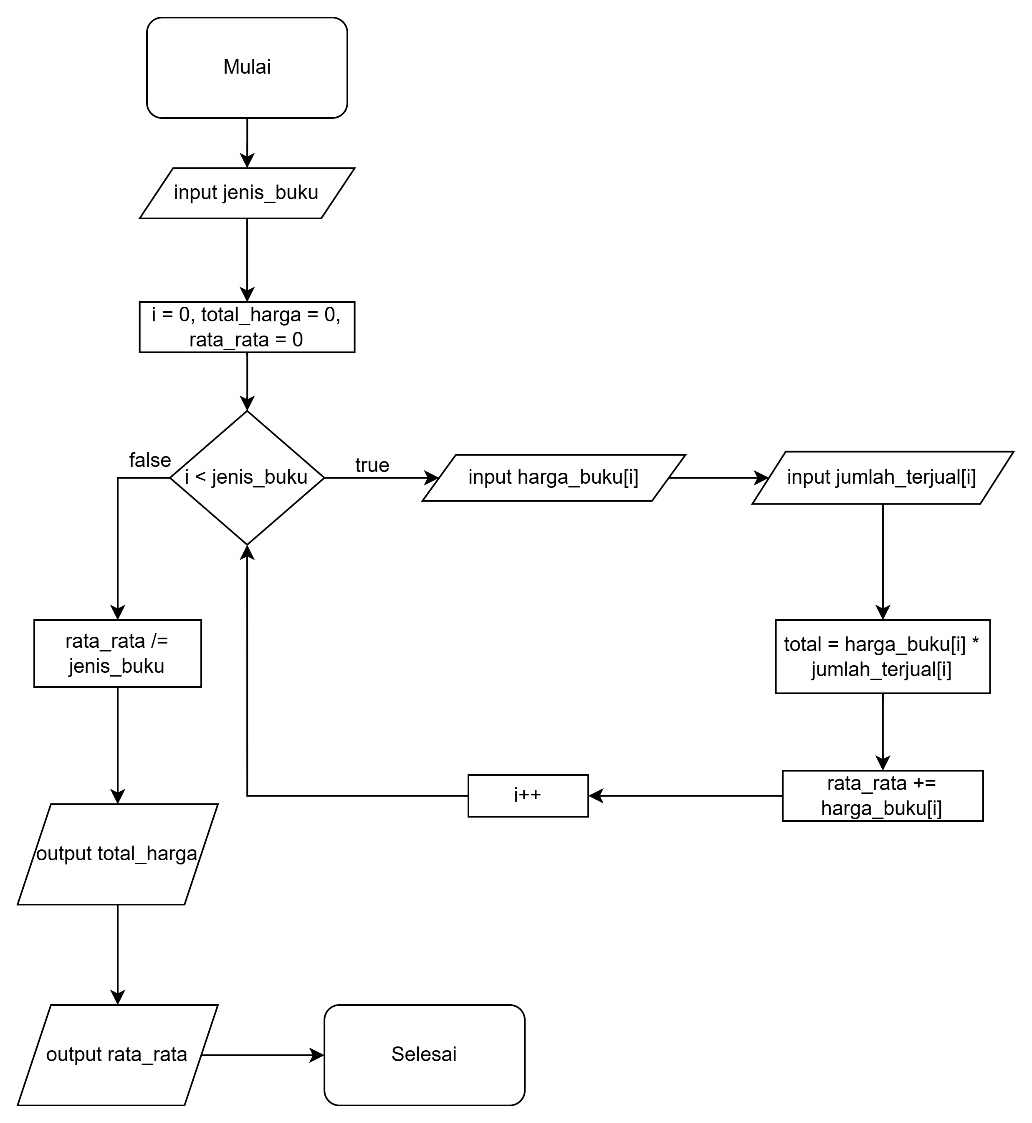 Mulai
input jenis_buku
i = 0, total_harga = 0,
rata_rata = 0
false
i < jenis_buku
true
input harga_buku[i]
input jumlah_terjual[i]
rata_rata /=
jenis_buku
total = harga_buku[i] *
jumlah_terjual[i]
rata_rata +=
harga_buku[i]
i++
output total_harga
output rata_rata
Selesai